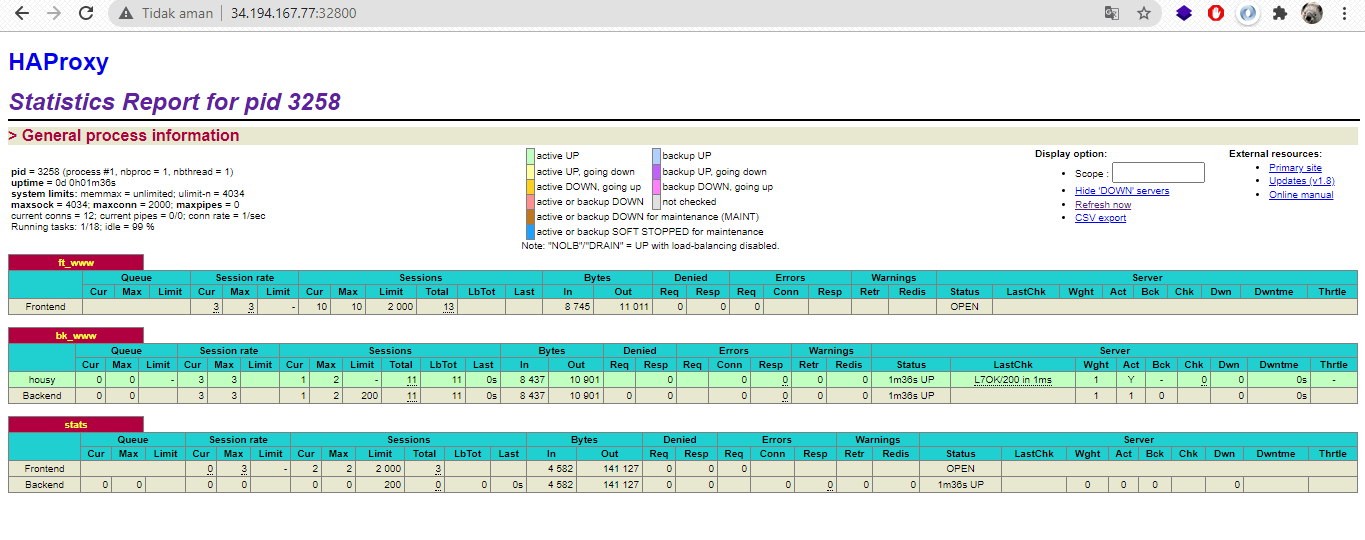 Tidak aman | 34.194.167.77:32800
HAProxy
Statistics Report for pid 3258
> General process information
pid = 3258 (process #1, nbproc = 1, nbthread = 1)
uptime = 0d 0h01m36s
system limits: memmax = unlimited; ulimit-n = 4034
maxsock = 4034; maxconn = 2000; maxpipes = 0
current conns = 12; current pipes = 0/0; conn rate = 1/sec
Running tasks: 1/18; idle = 99 %
active UP backup UP
active UP, going down backup UP, going down
active DOWN, going up backup DOWN, going up
active or backup DOWN not checked
active or backup DOWN for maintenance (MAINT)
active or backup SOFT STOPPED for maintenance
Note: "NOLB"/"DRAIN" = UP with load-balancing disabled.
Display option:
Scope :
Hide 'DOWN' servers
Refresh now
CSV export
External resources:
Primary site
Updates (v1.8)
Online manual
ft_www
Queue Session rate Sessions Bytes Denied Errors Warnings Server
Cur Max Limit Cur Max Limit Cur Max Limit Total LbTot Last In Out Req Resp Req Conn Resp Retr Redis Status LastChk Wght Act Bck Chk Dwn Dwntme Thrtle
Frontend 3 3 - 10 10 2 000 13 8 745 11 011 0 0 0 OPEN
bk_www
Queue Session rate Sessions Bytes Denied Errors Warnings Server
Cur Max Limit Cur Max Limit Cur Max Limit Total LbTot Last In Out Req Resp Req Conn Resp Retr Redis Status LastChk Wght Act Bck Chk Dwn Dwntme Thrtle
housy 0 0 - 3 3 1 2 - 11 11 0s 8 437 10 901 0 0 0 0 0 1m36s UP L7OK/200 in 1ms 1 Y - 0 0 0s -
Backend 0 0 3 3 1 2 200 11 11 0s 8 437 10 901 0 0 0 0 0 0 1m36s UP 1 1 0 0 0s
stats
Queue Session rate Sessions Bytes Denied Errors Warnings Server
Cur Max Limit Cur Max Limit Cur Max Limit Total LbTot Last In Out Req Resp Req Conn Resp Retr Redis Status LastChk Wght Act Bck Chk Dwn Dwntme Thrtle
Frontend 0 3 - 2 2 2 000 3 4 582 141 127 0 0 0 OPEN
Backend 0 0 0 0 0 0 200 0 0 0s 4 582 141 127 0 0 0 0 0 0 1m36s UP 0 0 0 0